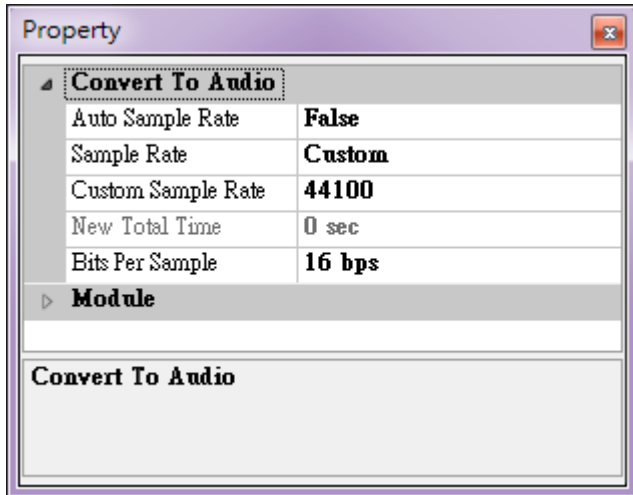 Property
Convert To Audio
Auto Sample Rate False
Sample Rate Custom
Custom Sample Rate 44100
New Total Time 0 sec
Bits Per Sample 16 bps
Module
Convert To Audio